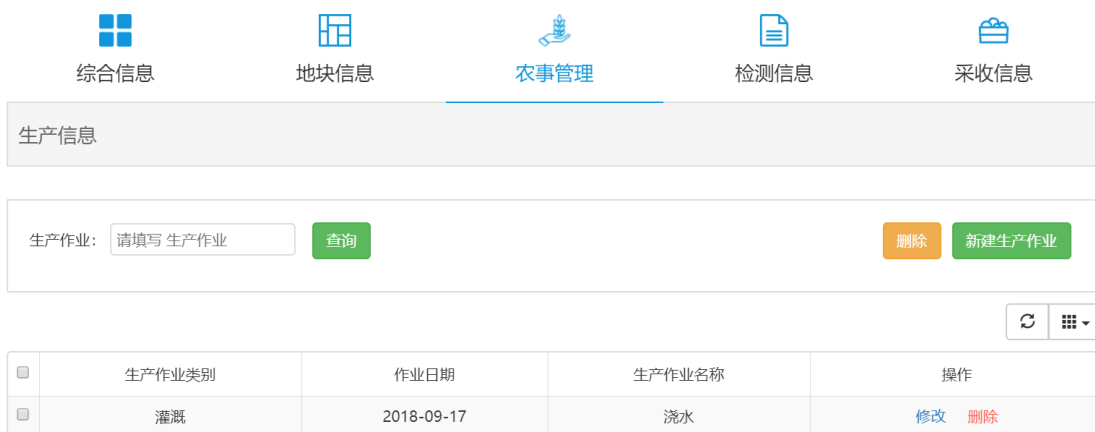 综合信息 地块信息 农事管理 检测信息 采收信息
生产信息
生产作业： 请填写 生产作业 查询 删除 新建生产作业
生产作业类别 作业日期 生产作业名称 操作
灌溉 2018-09-17 浇水 修改 删除